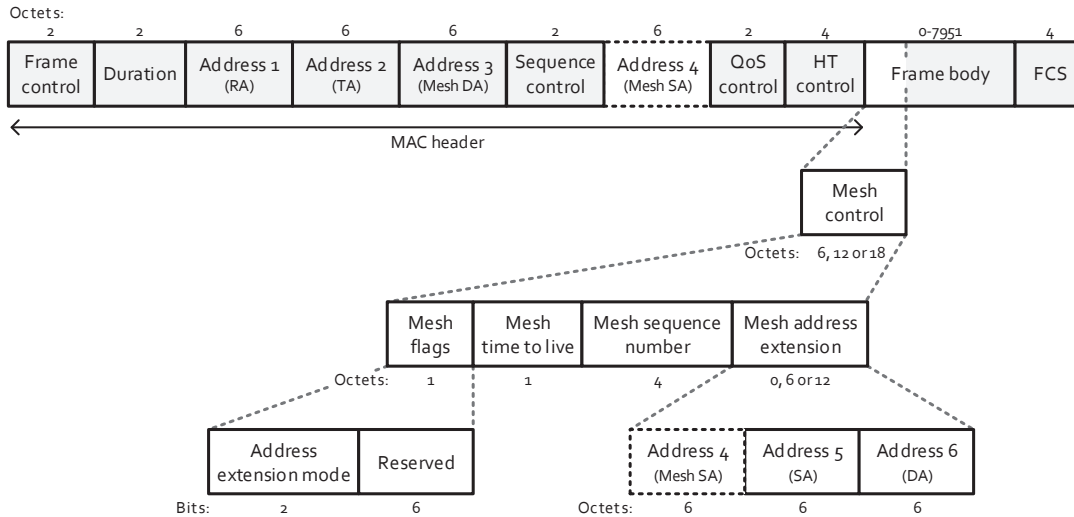 Octets:
2 2 6 6 6 2 6 2 4 0-7951 4
Frame control Duration Address 1 (RA) Address 2 (TA) Address 3 (Mesh DA) Sequence control Address 4 (Mesh SA) QoS control HT control Frame body FCS
MAC header
Mesh control
Octets: 6, 12 or 18
Mesh flags Mesh time to live Mesh sequence number Mesh address extension
Octets: 1 1 4 0, 6 or 12
Address extension mode Reserved Address 4 (Mesh SA) Address 5 (SA) Address 6 (DA)
Bits: 2 6 Octets: 6 6 6